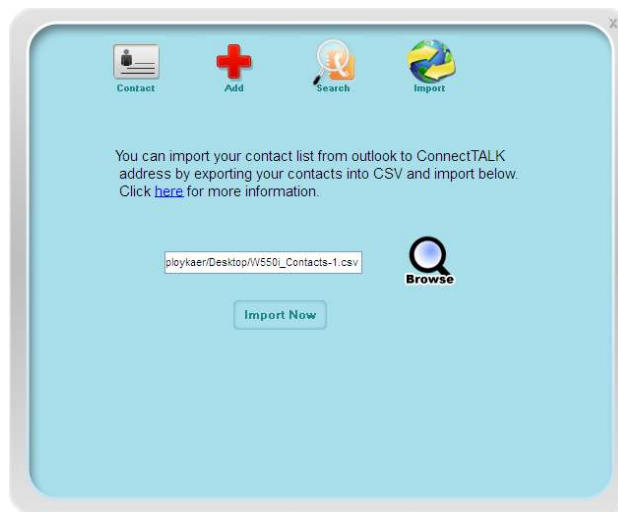 X
Contact Add Search Import
You can import your contact list from outlook to ConnectTALK
address by exporting your contacts into CSV and import below.
Click here for more information.
ploykaer/Desktop/W550i_Contacts-1.csv
Browse
Import Now